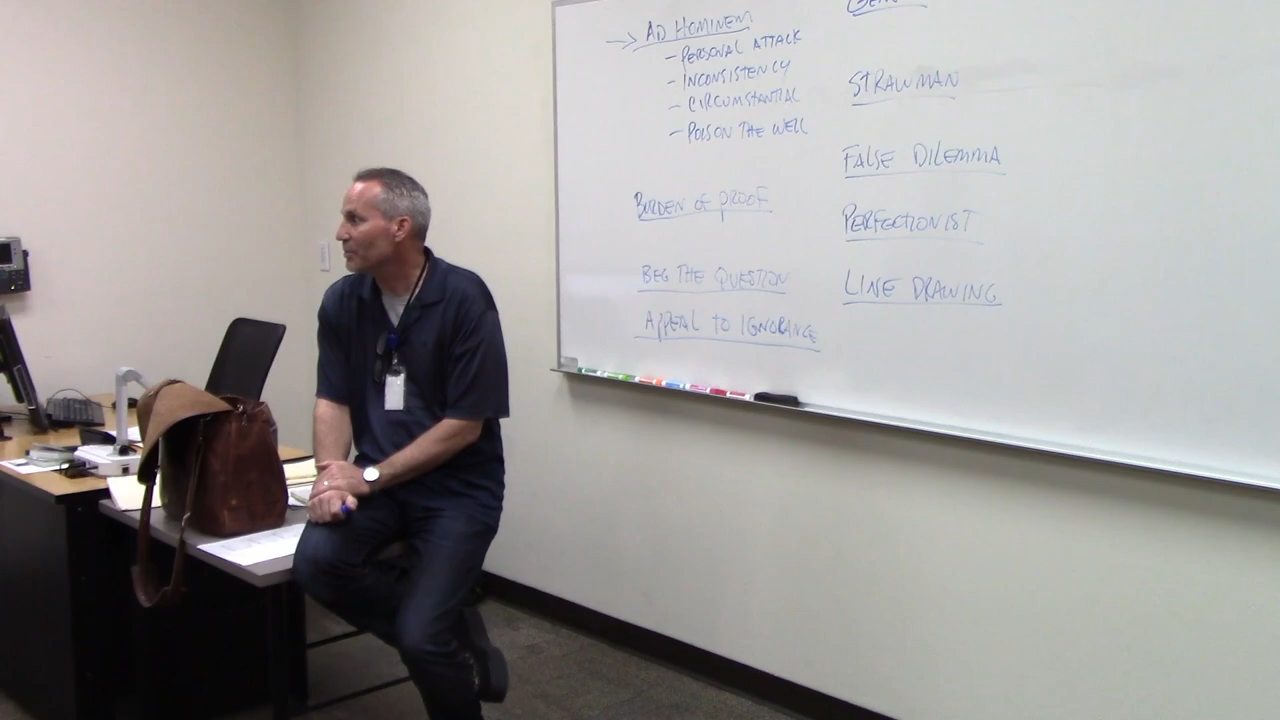 AD HOMINEM
- PERSONAL ATTACK
- INCONSISTENCY
- CIRCUMSTANTIAL
- POISON THE WELL
BURDEN OF PROOF
BEG THE QUESTION
APPEAL TO IGNORANCE
STRAWMAN
FALSE DILEMMA
PERFECTIONIST
LINE DRAWING